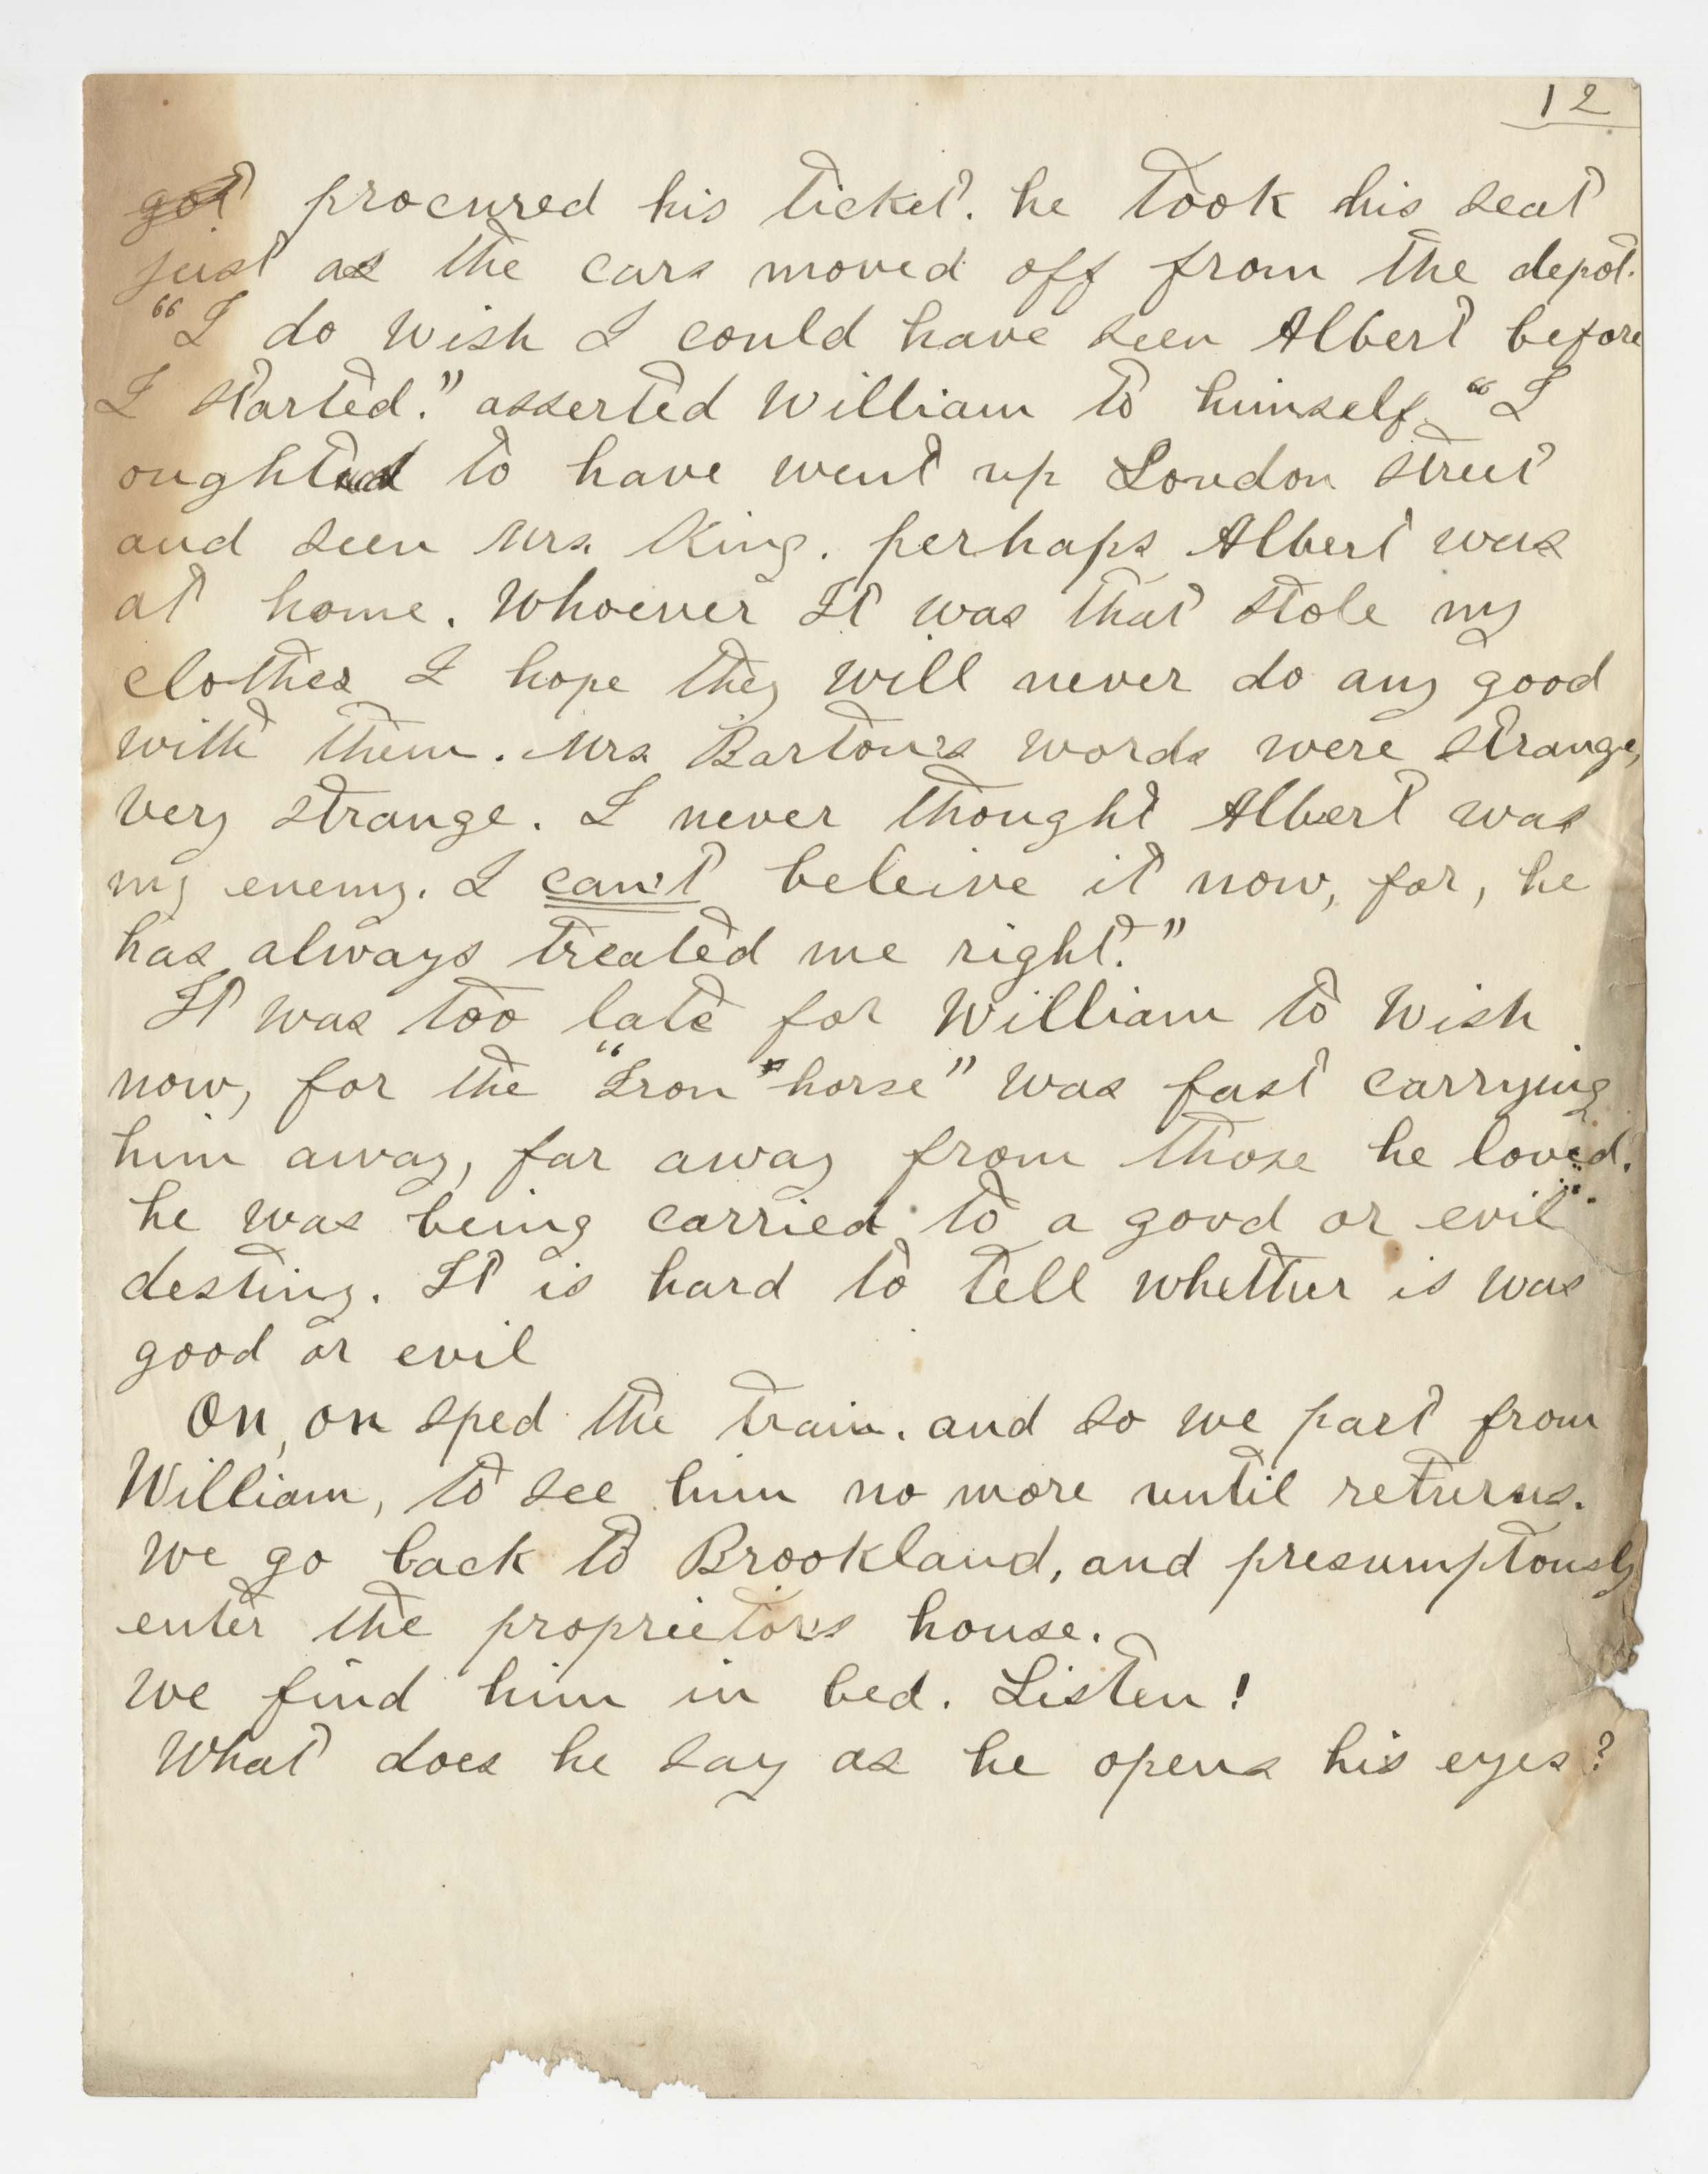 12
got procured his ticket. he took his seat
just as the cars moved off from the depot.
"I do wish I could have seen Albert before
I started." asserted William to himself "I
oughted to have went up London street
and seen Mrs. King. perhaps Albert was
at home. Whoever It was that stole my
clothes I hope they will never do any good
with them. Mrs Barton's words were strange,
very strange. I never thought Albert was
my enemy. I can't beleive it now, for, he
has always treated me right."
It was too late for William to wish
now, for the "Iron horse" was fast carrying
him away, far away from those he loved.
he was being carried to a good or evil
destiny. It is hard to tell whether is was
good or evil
On, on sped the train. and so we part from
William, to see him no more until returns.
We go back to Brookland, and presumptously
enter the proprietor's house.
We find him in bed. Listen!
What does he say as he opens his eyes?